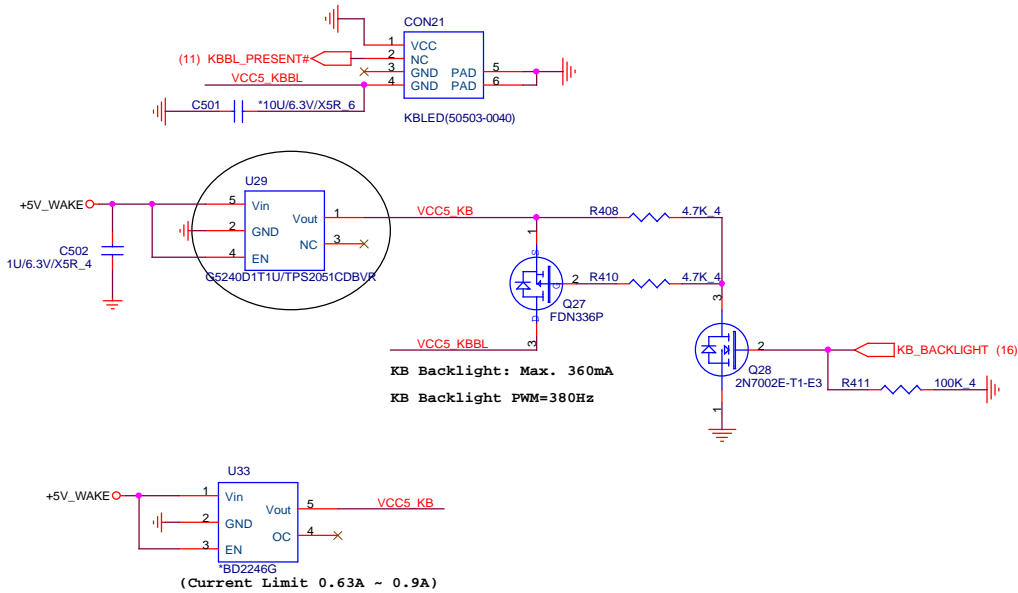 CON21
1 VCC
(11) KBBL_PRESENT# 2 NC
3 GND PAD 5
VCC5_KBBL 4 GND PAD 6
C501 *10U/6.3V/X5R_6
KBLED(50503-0040)
U29
+5V_WAKE 5 Vin
Vout 1 VCC5_KB R408 4.7K_4
2 GND
NC 3
C502
1U/6.3V/X5R_4
4 EN
G5240D1T1U/TPS2051CDBVR
1
S
G 2 R410 4.7K_4
3
Q27
FDN336P
D
3
VCC5_KBBL
2 KB_BACKLIGHT (16)
Q28
2N7002E-T1-E3
R411 100K_4
1
KB Backlight: Max. 360mA
KB Backlight PWM=380Hz
U33
+5V_WAKE 1 Vin
Vout 5 VCC5_KB
2 GND
OC 4
3 EN
*BD2246G
(Current Limit 0.63A ~ 0.9A)